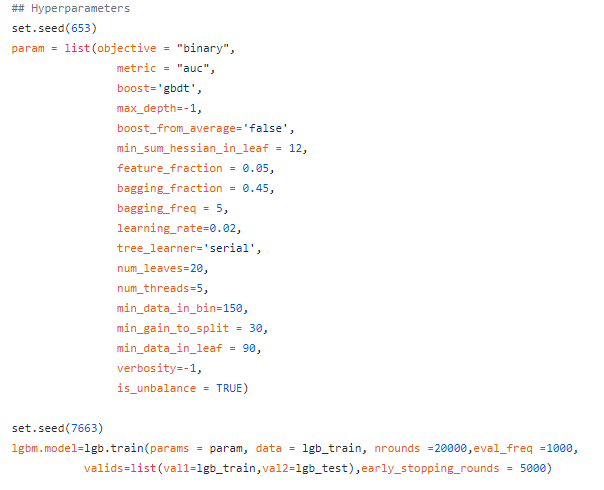 ## Hyperparameters
set.seed(653)
param = list(objective = "binary",
metric = "auc",
boost='gbdt',
max_depth=-1,
boost_from_average='false',
min_sum_hessian_in_leaf = 12,
feature_fraction = 0.05,
bagging_fraction = 0.45,
bagging_freq = 5,
learning_rate=0.02,
tree_learner='serial',
num_leaves=20,
num_threads=5,
min_data_in_bin=150,
min_gain_to_split = 30,
min_data_in_leaf = 90,
verbosity=-1,
is_unbalance = TRUE)
set.seed(7663)
lgbm.model=lgb.train(params = param, data = lgb_train, nrounds =20000,eval_freq =1000,
valids=list(val1=lgb_train,val2=lgb_test),early_stopping_rounds = 5000)